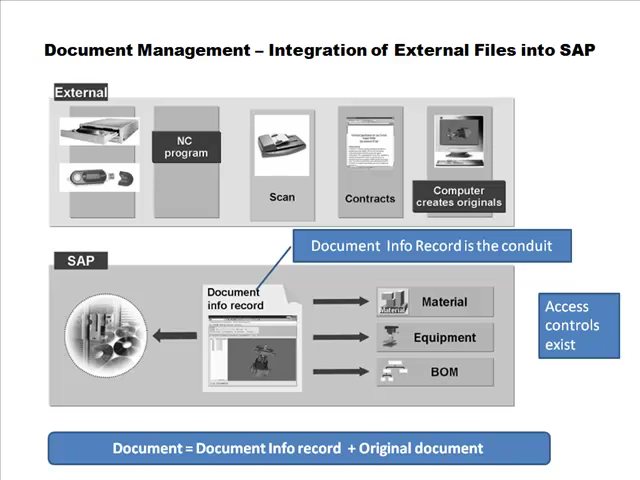 Document Management – Integration of External Files into SAP
External
NC
program
Scan
Contracts
Computer
creates originals
Document Info Record is the conduit
SAP
Document
info record
Material
Material
Equipment
BOM
Access
controls
exist
Document = Document Info record + Original document